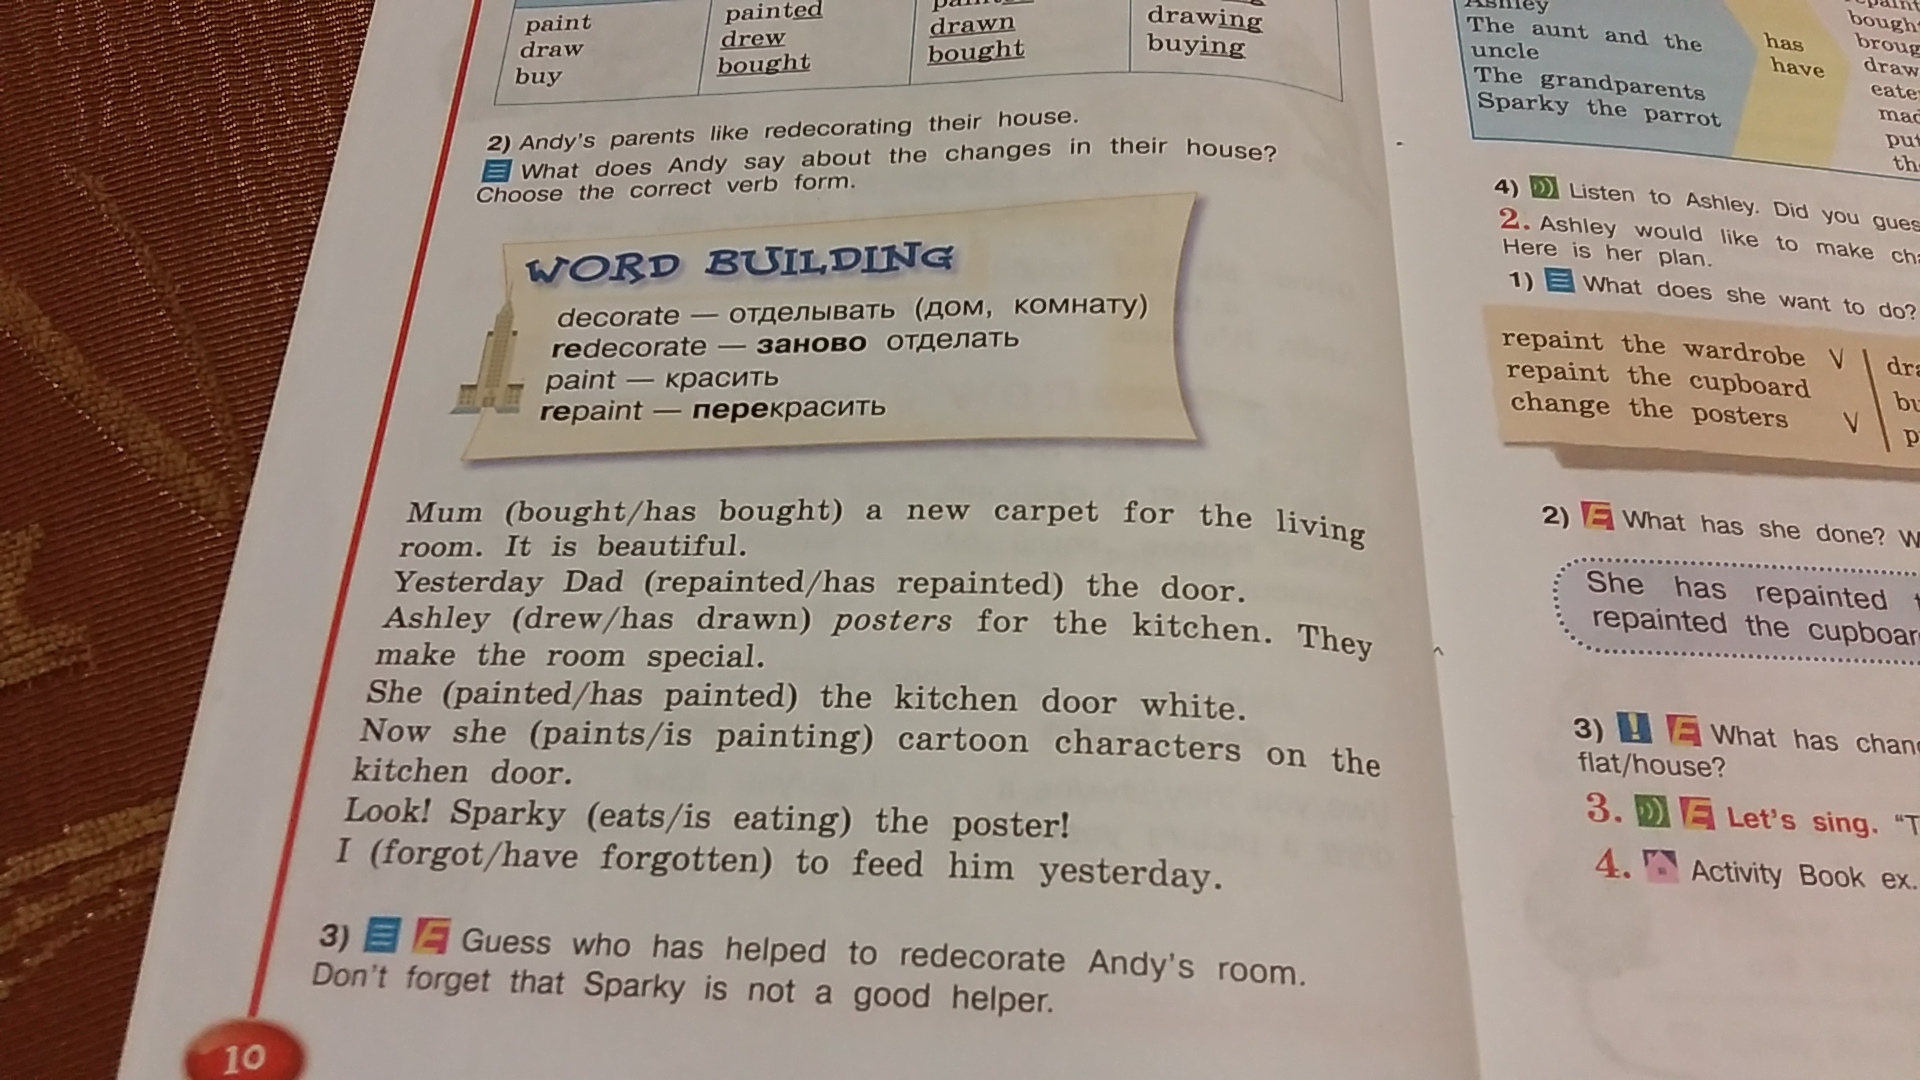 paint painted drawing
draw drew drawn buying
buy bought bought
2) Andy's parents like redecorating their house.
What does Andy say about the changes in their house?
Choose the correct verb form.
WORD BUILDING
decorate — отделывать (дом, комнату)
redecorate — заново отделать
paint — красить
repaint — перекрасить
Mum (bought/has bought) a new carpet for the living
room. It is beautiful.
Yesterday Dad (repainted/has repainted) the door.
Ashley (drew/has drawn) posters for the kitchen. They
make the room special.
She (painted/has painted) the kitchen door white.
Now she (paints/is painting) cartoon characters on the
kitchen door.
Look! Sparky (eats/is eating) the poster!
I (forgot/have forgotten) to feed him yesterday.
3) E Guess who has helped to redecorate Andy's room.
Don't forget that Sparky is not a good helper.
10
Ashley
The aunt and the
uncle
The grandparents
Sparky the parrot
has
have
4) Listen to Ashley. Did you
2. Ashley would like to make
Here is her plan.
1) What does she want to do?
repaint the wardrobe V
repaint the cupboard
change the posters V
2) E What has she done?
She has repainted
repainted the
3) ! E What has
flat/house?
3. E Let's sing.
4. Activity Book ex.